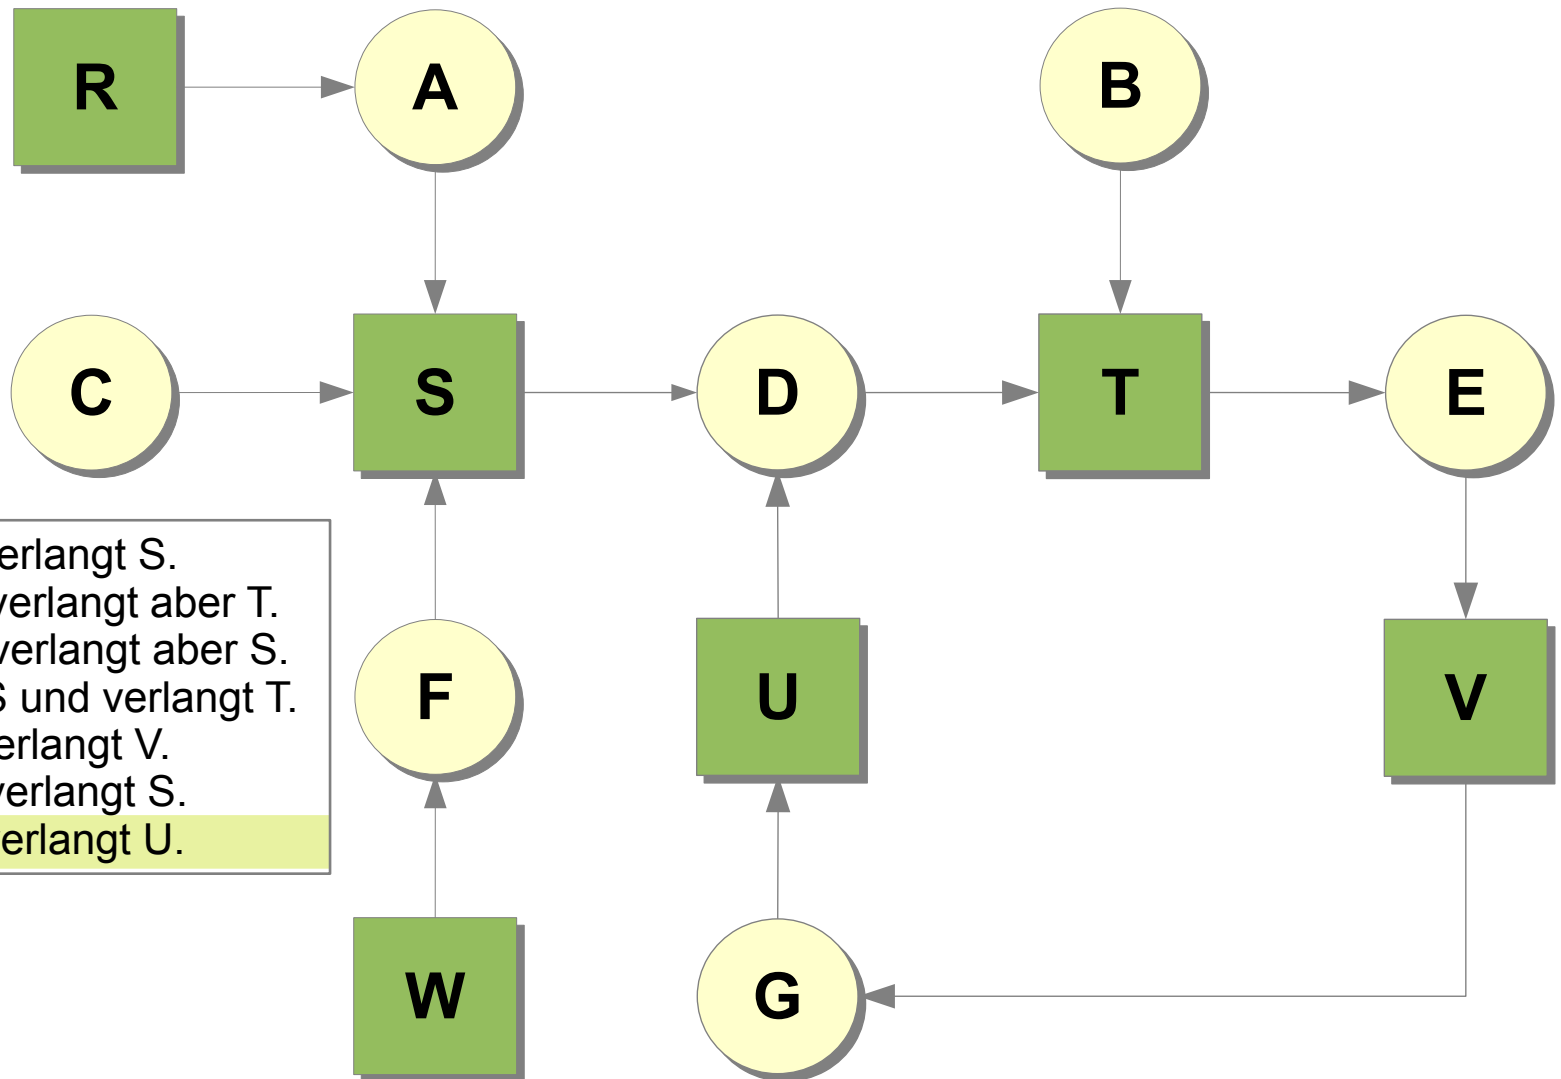 R A B
C S D T E
erlangt S.
verlangt aber T.
verlangt aber S.
S und verlangt T.
erlangt V.
verlangt S.
erlangt U.
F U V
W G